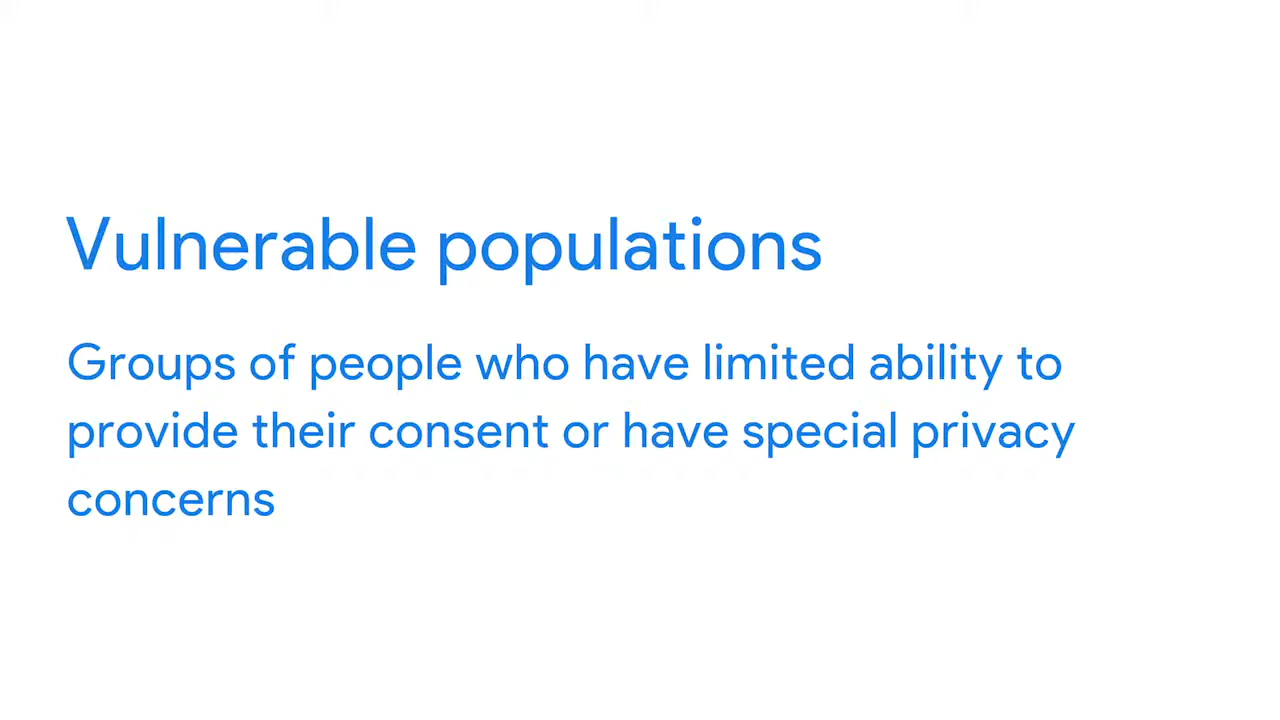 Vulnerable populations
Groups of people who have limited ability to
provide their consent or have special privacy
concerns